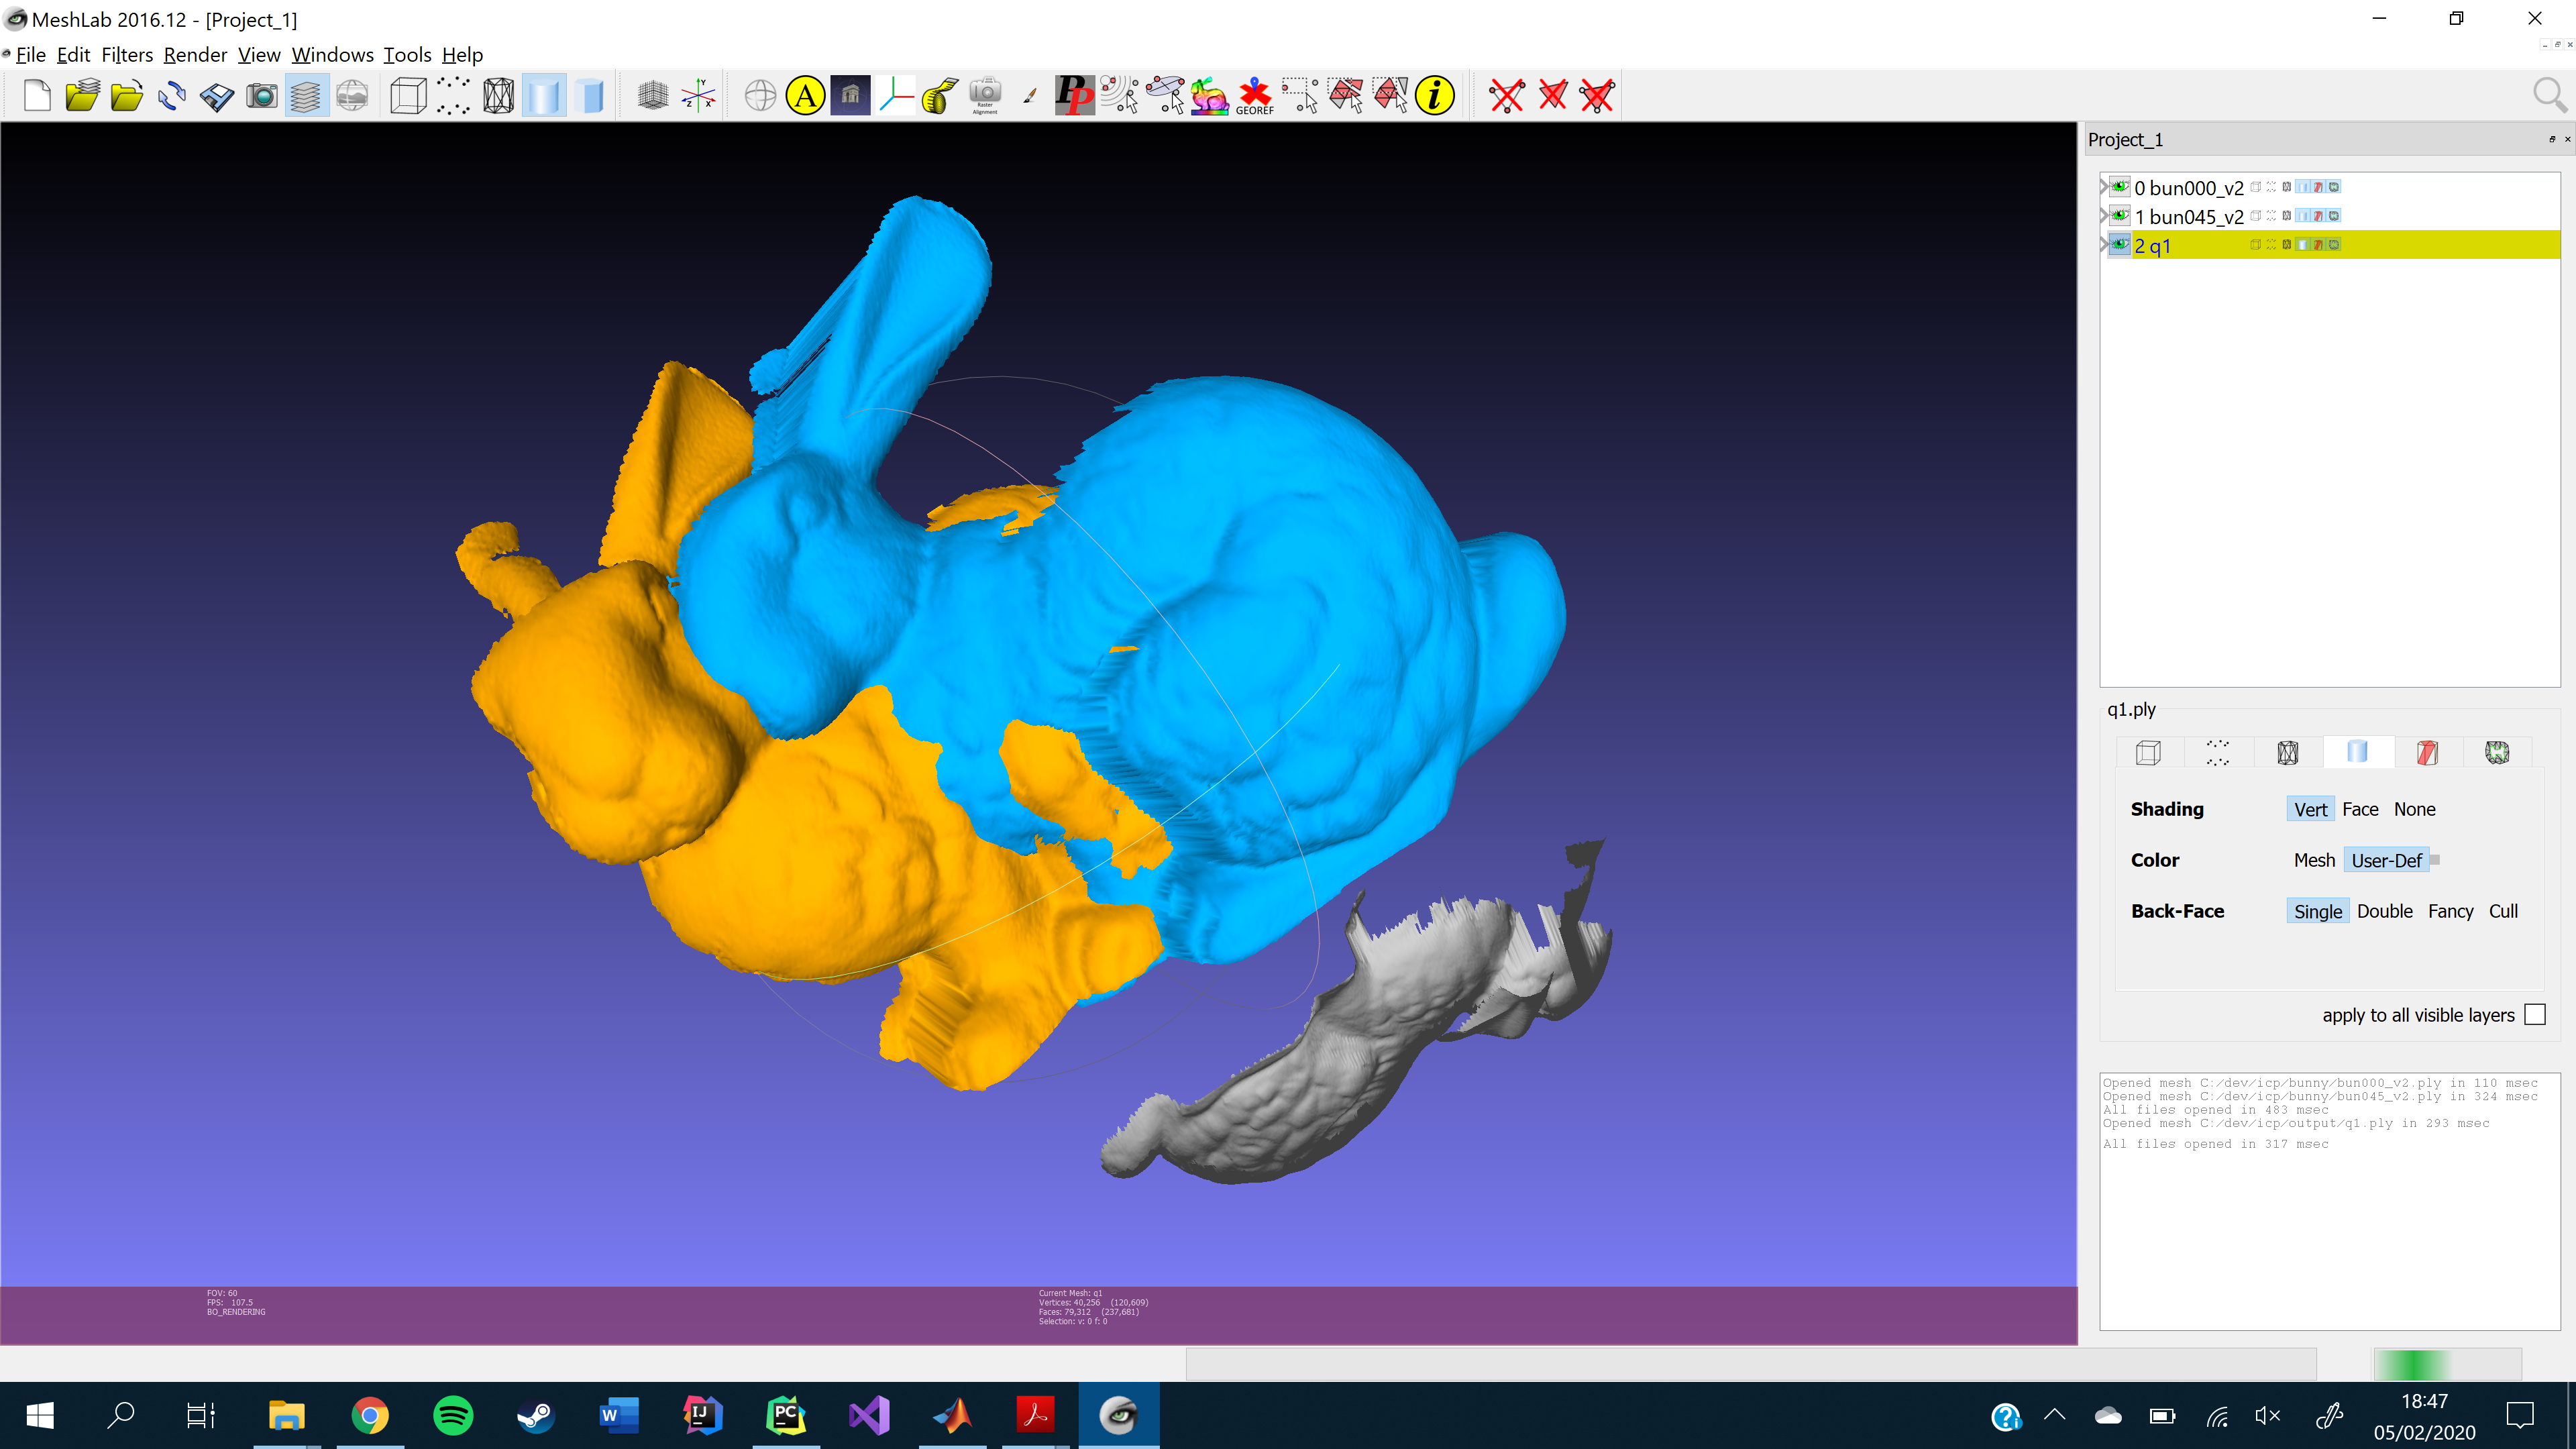 MeshLab 2016.12 - [Project_1]
File Edit Filters Render View Windows Tools Help
A
Raster
Alignment
PP
GEOREF
i
Y
Z X
Project_1
0 bun000_v2
1 bun045_v2
2 q1
q1.ply
Shading Vert Face None
Color Mesh User-Def
Back-Face Single Double Fancy Cull
apply to all visible layers
Opened mesh C:/dev/icp/bunny/bun000_v2.ply in 110 msec
Opened mesh C:/dev/icp/bunny/bun045_v2.ply in 324 msec
All files opened in 483 msec
Opened mesh C:/dev/icp/output/q1.ply in 293 msec
All files opened in 317 msec
FOV: 60
FPS: 107.5
BO_RENDERING
Current Mesh: q1
Vertices: 40,256 (120,609)
Faces: 79,312 (237,681)
Selection: v: 0 f: 0
W
IJ
PC
18:47
05/02/2020